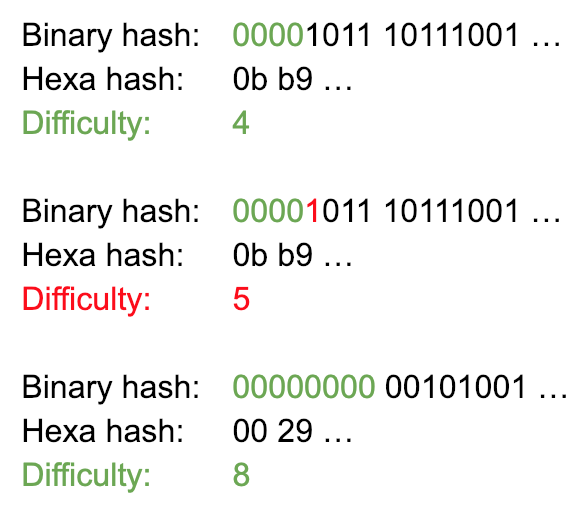 Binary hash: 00001011 10111001 …
Hexa hash: 0b b9 …
Difficulty: 4
Binary hash: 00001011 10111001 …
Hexa hash: 0b b9 …
Difficulty: 5
Binary hash: 00000000 00101001 …
Hexa hash: 00 29 …
Difficulty: 8